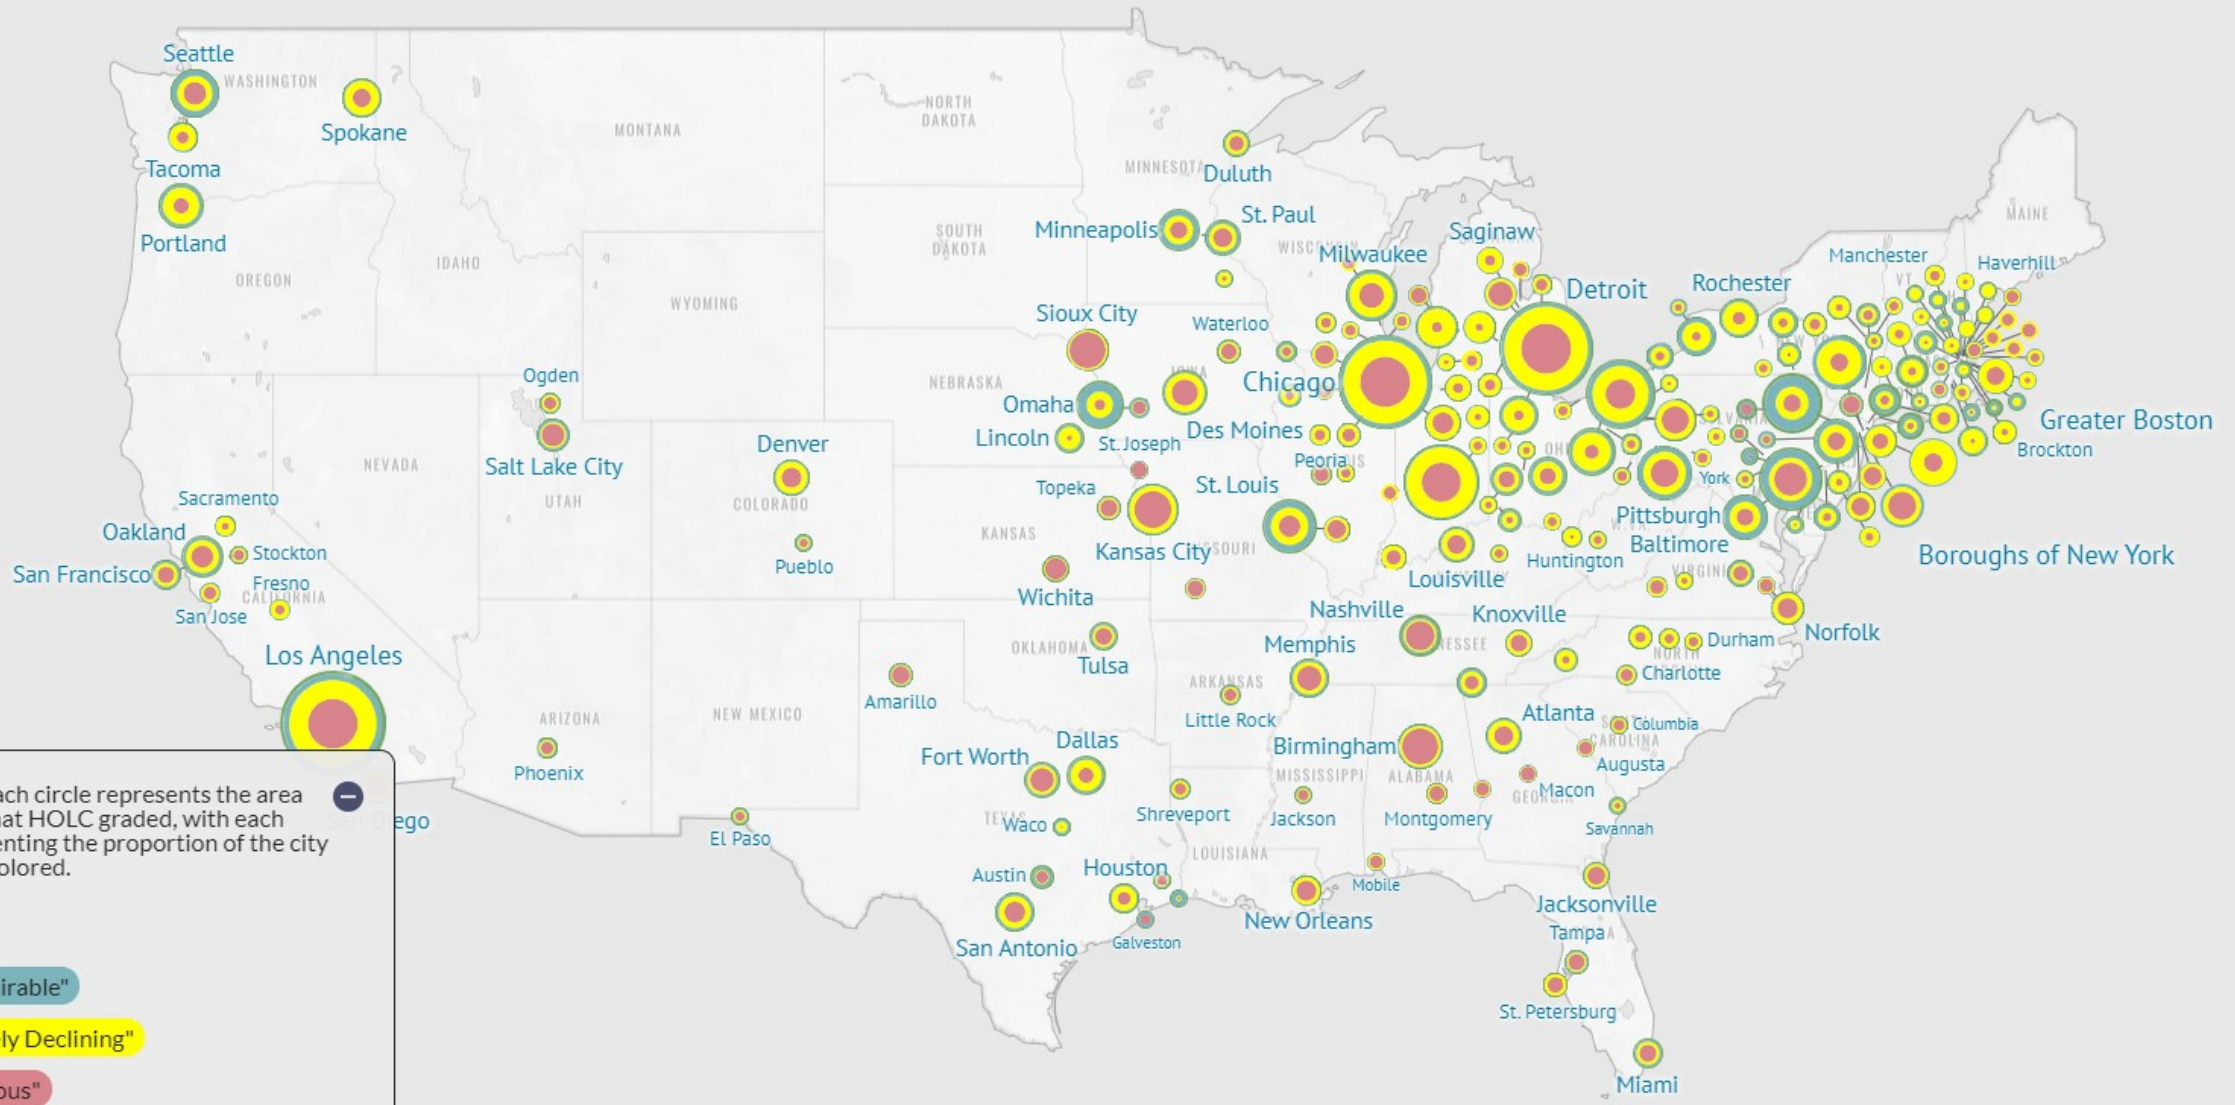 Seattle
WASHINGTON
Spokane
Tacoma
Portland
OREGON
IDAHO
MONTANA
NORTH
DAKOTA
MINNESOTA
Duluth
Minneapolis
St. Paul
SOUTH
DAKOTA
WYOMING
Milwaukee
Saginaw
Detroit
Rochester
Manchester
Haverhill
MAINE
VT
Sioux City
Waterloo
Ogden
NEBRASKA
Chicago
Omaha
Lincoln
St. Joseph
Des Moines
Greater Boston
Brockton
Salt Lake City
NEVADA
UTAH
Denver
COLORADO
Topeka
St. Louis
Peoria
York
Sacramento
Oakland
Stockton
San Francisco
Fresno
CALIFORNIA
San Jose
Pueblo
KANSAS
Kansas City
Pittsburgh
Baltimore
Boroughs of New York
Huntington
Louisville
Wichita
Nashville
Knoxville
Norfolk
Durham
NORTH
Charlotte
Los Angeles
OKLAHOMA
Tulsa
Memphis
ARKANSAS
Little Rock
Amarillo
ARIZONA
NEW MEXICO
Phoenix
Fort Worth
Dallas
Birmingham
Atlanta
Columbia
CAROLINA
Augusta
MISSISSIPPI
ALABAMA
Macon
Shreveport
Jackson
Montgomery
Savannah
El Paso
Waco
LOUISIANA
Austin
Houston
Mobile
San Antonio
Galveston
New Orleans
Jacksonville
Tampa
St. Petersburg
Miami
ach circle represents the area
at HOLC graded, with each
enting the proportion of the city
olored.
San Diego
irable"
ly Declining"
ous"